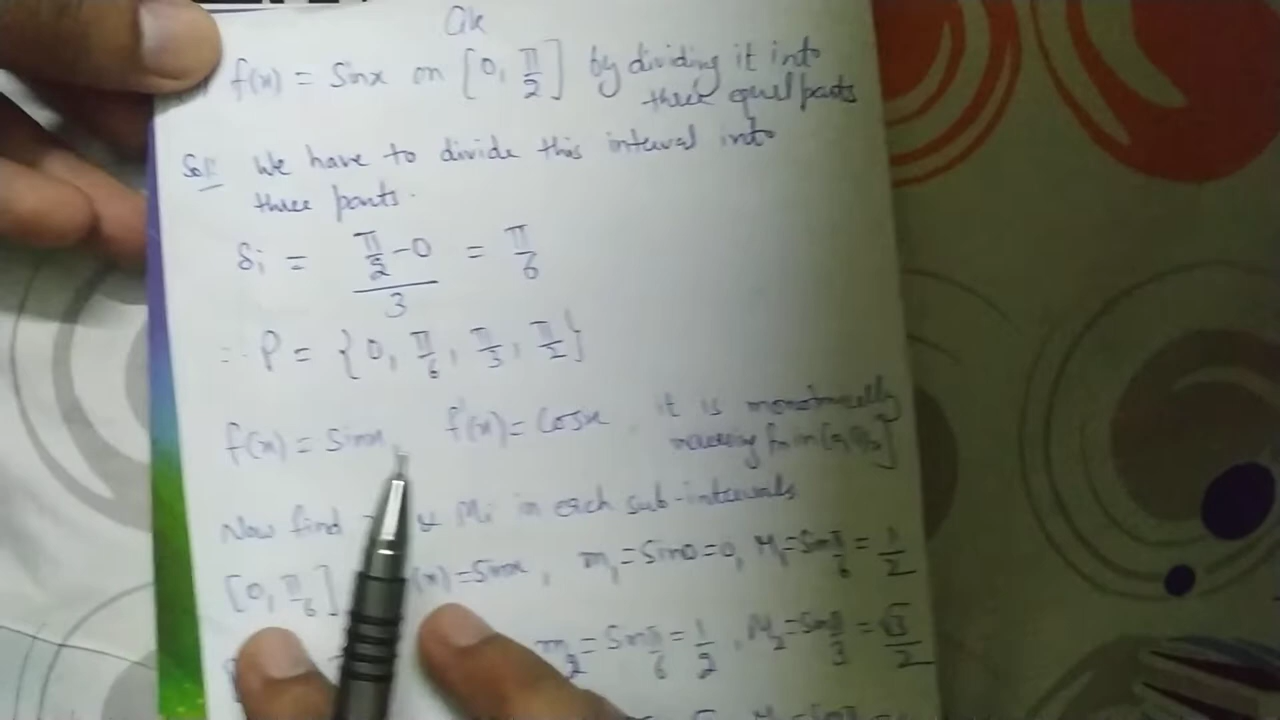 f(x) = Sinx on [0, π/2] by dividing it into
three equal parts
Sol: We have to divide this interval into
three parts.
δi = (π/2 - 0)/3 = π/6
∴ P = {0, π/6, π/3, π/2}
f(x) = Sinx, f'(x) = Cosx, it is monotonically
in [0, π/2]
Now find & Mi in each sub-intervals
[0, π/6] (x) = Sinx, m₁ = Sin0 = 0, M₁ = Sin π/6 = 1/2
m₂ = Sin π/6 = 1/2, M₂ = Sin π/3 = √3/2